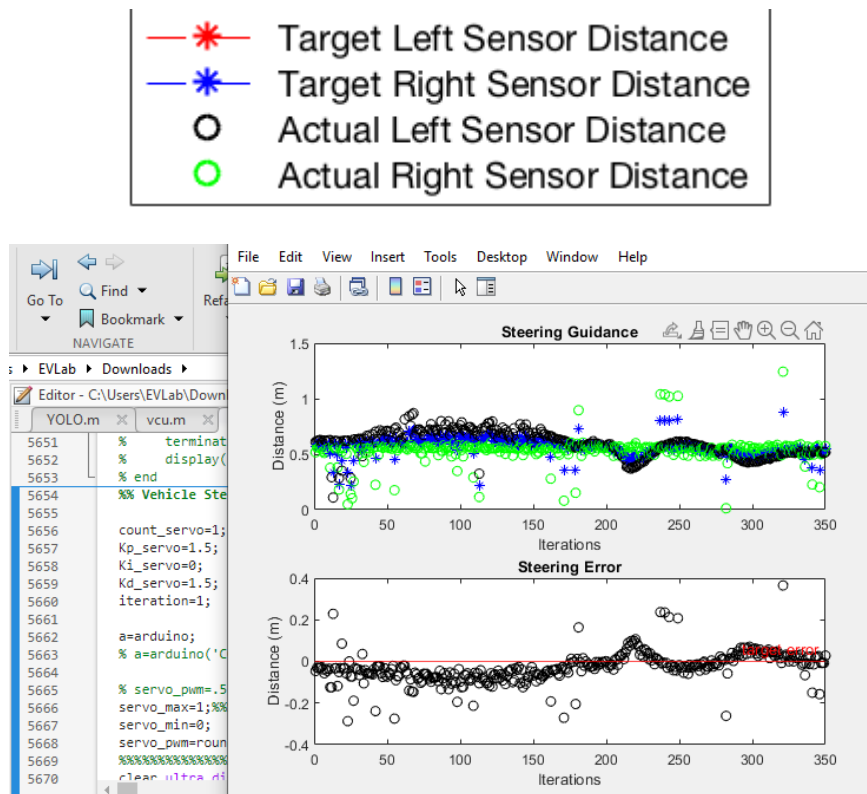 Target Left Sensor Distance
Target Right Sensor Distance
Actual Left Sensor Distance
Actual Right Sensor Distance
File Edit View Insert Tools Desktop Window Help
Go To
Find
Bookmark
NAVIGATE
EVLab Downloads
Editor - C:\Users\EVLab\Downl
YOLO.m vcu.m
5651 % terminat
5652 % display(
5653 % end
5654 %% Vehicle Ste
5655
5656 count_servo=1;
5657 Kp_servo=1.5;
5658 Ki_servo=0;
5659 Kd_servo=1.5;
5660 iteration=1;
5661
5662 a=arduino;
5663 % a=arduino('C
5664
5665 % servo_pwm=.5
5666 servo_max=1;%%
5667 servo_min=0;
5668 servo_pwm=roun
5669 %%%%%%%%%%%%%%
5670 clear ultra di
Steering Guidance
Distance (m)
1.5
1
0.5
0
0 50 100 150 200 250 300 350
Iterations
Steering Error
Distance (m)
0.4
0.2
0
-0.2
-0.4
target error
0 50 100 150 200 250 300 350
Iterations